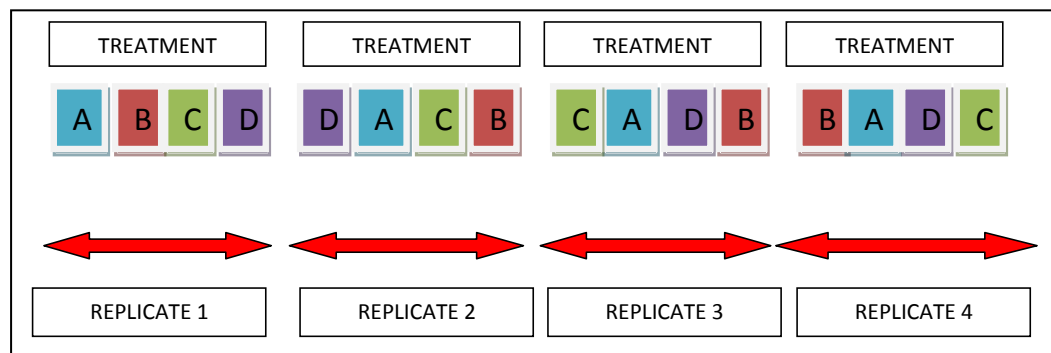 TREATMENT TREATMENT TREATMENT TREATMENT
A B C D D A C B C A D B B A D C
REPLICATE 1 REPLICATE 2 REPLICATE 3 REPLICATE 4